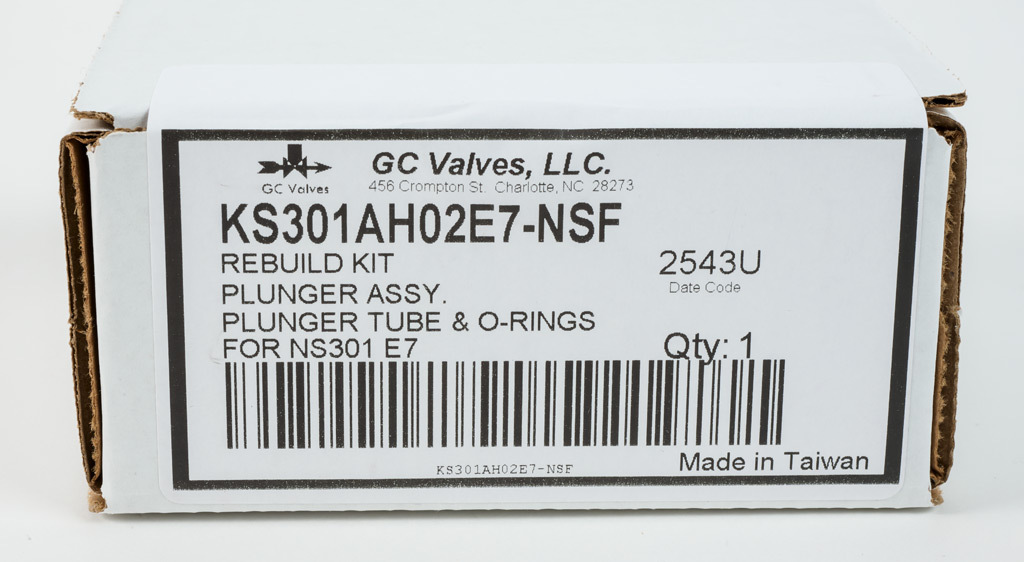 GC Valves
GC Valves, LLC.
456 Crompton St. Charlotte, NC 28273
KS301AH02E7-NSF
REBUILD KIT
2543U
PLUNGER ASSY.
Date Code
PLUNGER TUBE & O-RINGS
FOR NS301 E7
Qty: 1
KS301AH02E7-NSF
Made in Taiwan